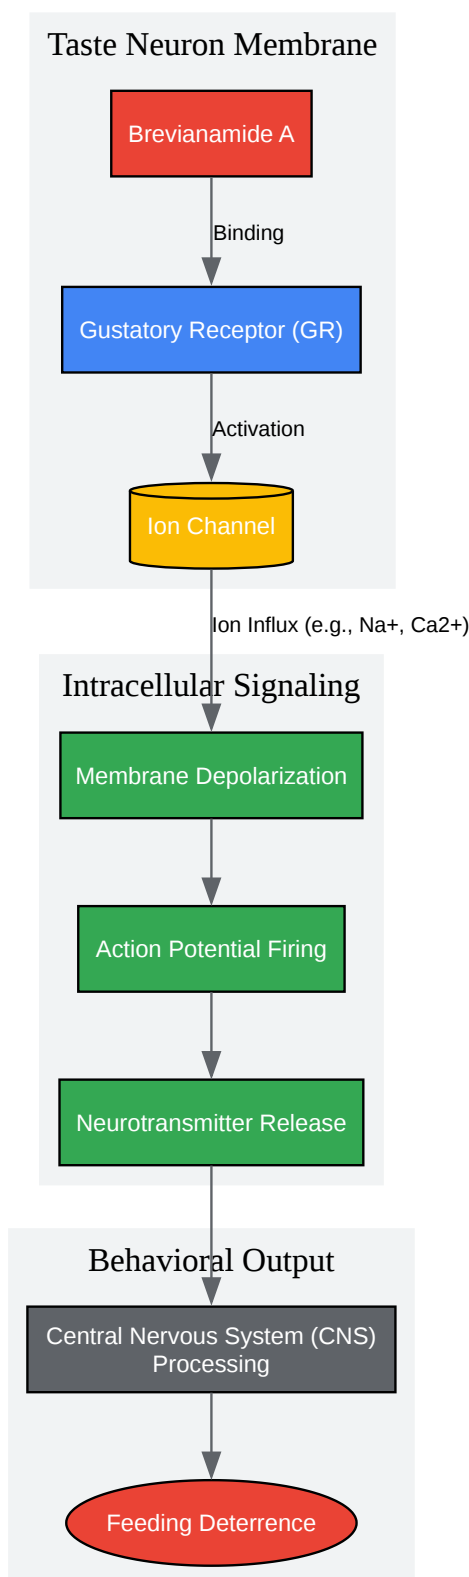 Taste Neuron Membrane
Brevianamide A
Binding
Gustatory Receptor (GR)
Activation
Ion Channel
Ion Influx (e.g., Na+, Ca2+)
Intracellular Signaling
Membrane Depolarization
Action Potential Firing
Neurotransmitter Release
Behavioral Output
Central Nervous System (CNS)
Processing
Feeding Deterrence